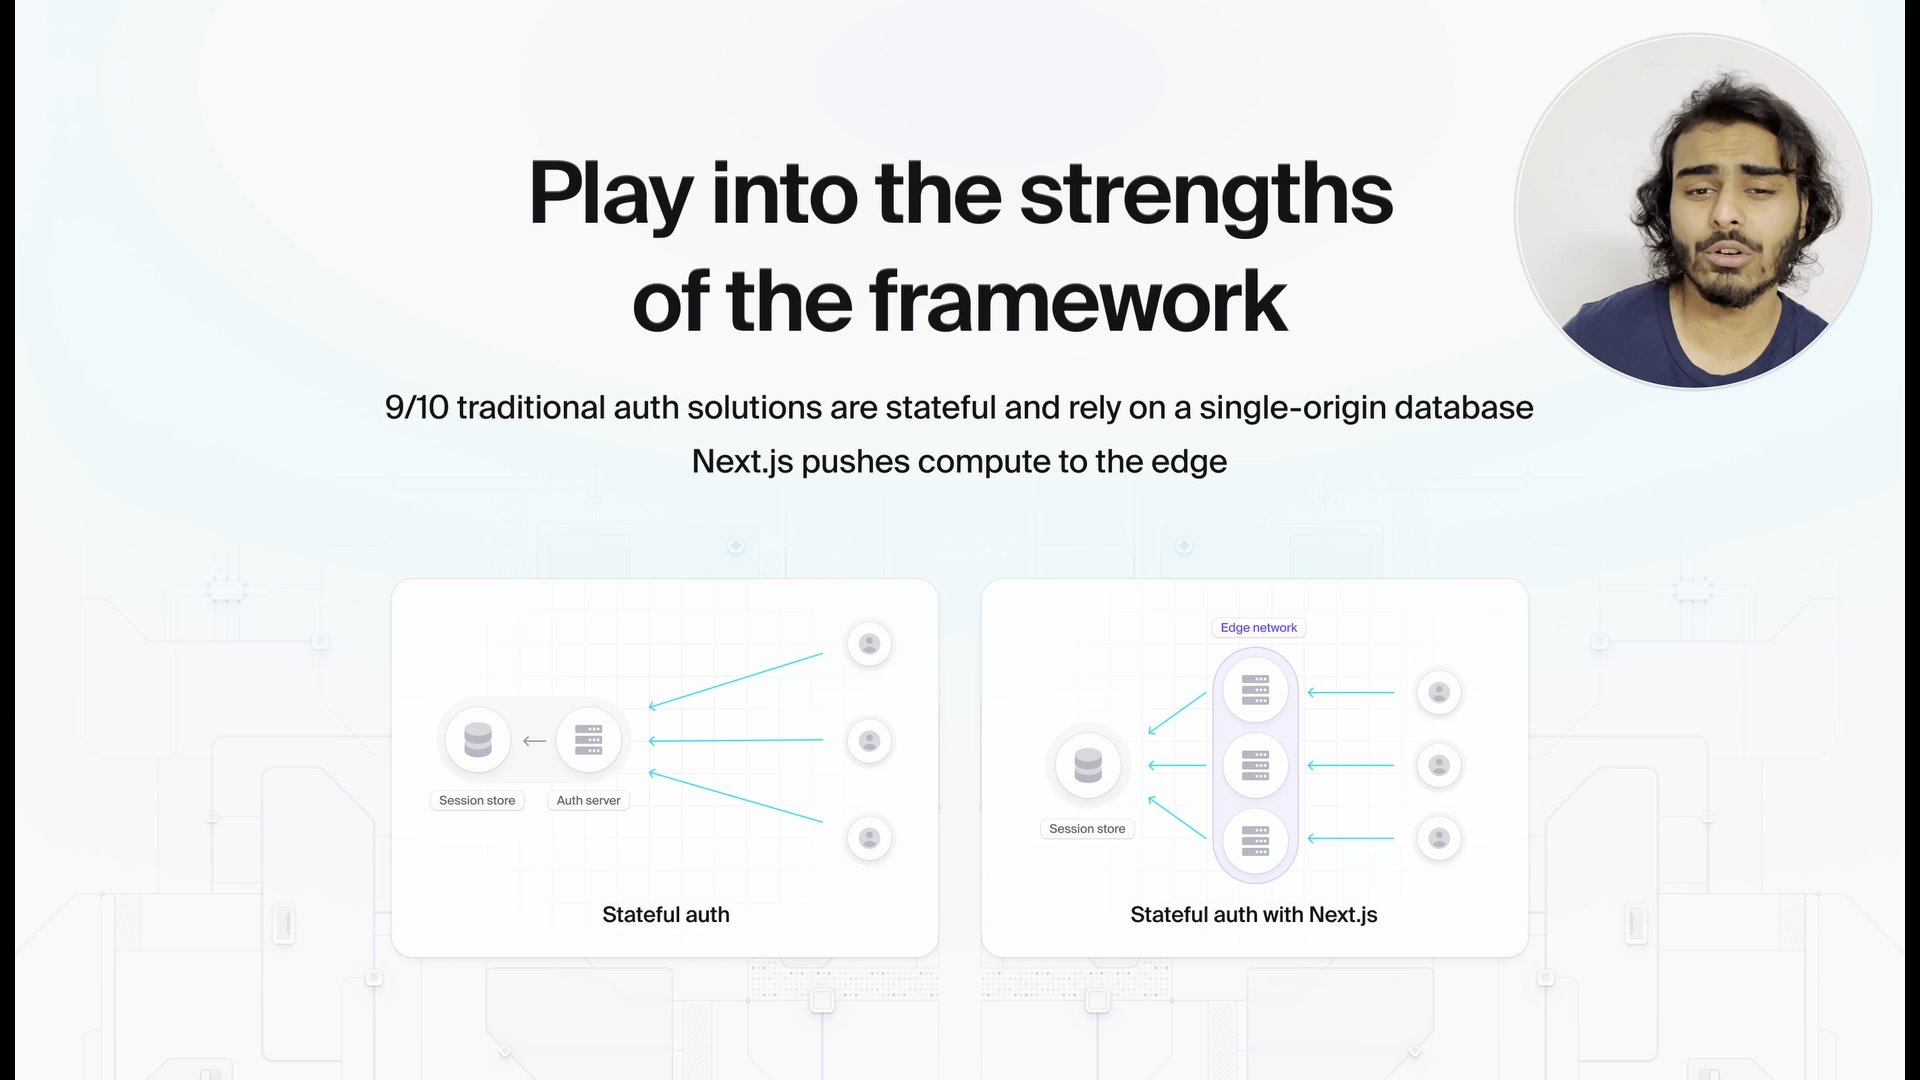 Play into the strengths
of the framework
9/10 traditional auth solutions are stateful and rely on a single-origin database
Next.js pushes compute to the edge
Session store
Auth server
Stateful auth
Edge network
Session store
Stateful auth with Next.js